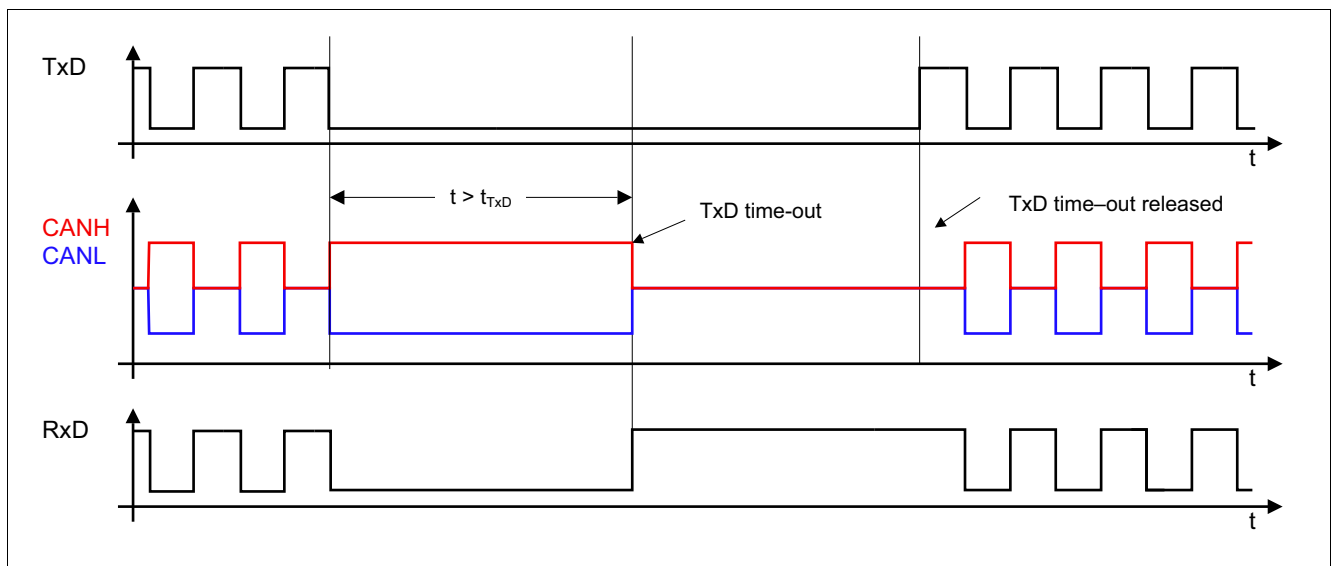 TxD
t
t > tTxD
TxD time-out
TxD time–out released
CANH
CANL
t
RxD
t